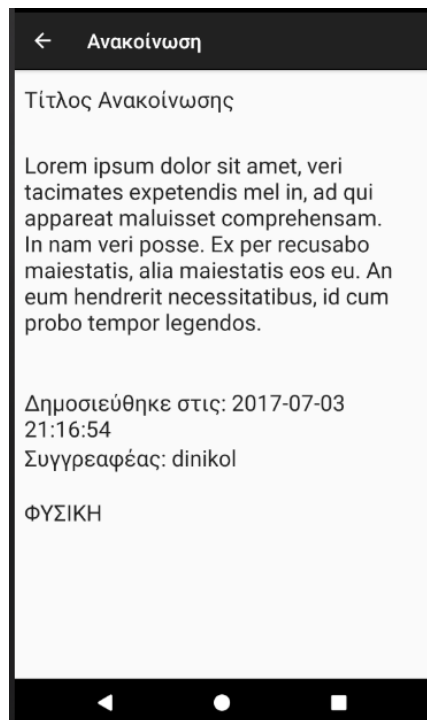 Ανακοίνωση
Τίτλος Ανακοίνωσης
Lorem ipsum dolor sit amet, veri
tacimates expetendis mel in, ad qui
appareat maluisset comprehensam.
In nam veri posse. Ex per recusabo
maiestatis, alia maiestatis eos eu. An
eum hendrerit necessitatibus, id cum
probo tempor legendos.
Δημοσιεύθηκε στις: 2017-07-03
21:16:54
Συγγρεαφέας: dinikol
ΦΥΣΙΚΗ